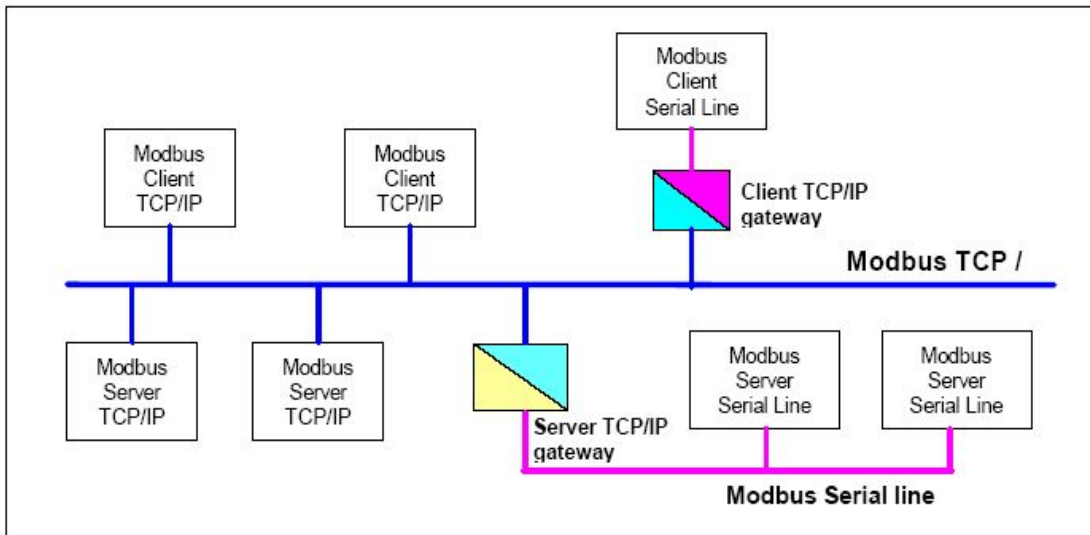 Modbus
Client
Serial Line
Modbus
Client
TCP/IP
Modbus
Client
TCP/IP
Client TCP/IP
gateway
Modbus TCP /
Modbus
Server
TCP/IP
Modbus
Server
TCP/IP
Modbus
Server
Serial Line
Modbus
Server
Serial Line
Server TCP/IP
gateway
Modbus Serial line